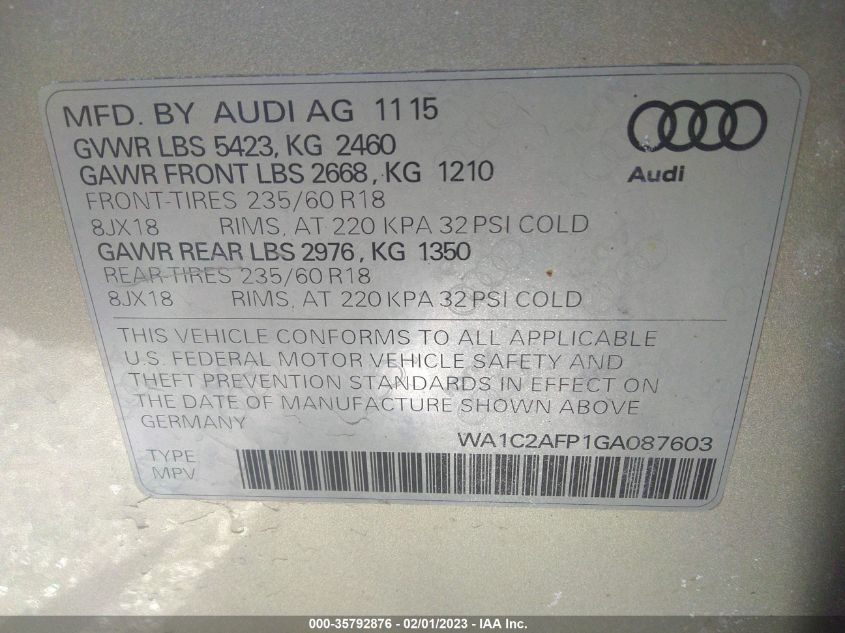 MFD. BY AUDI AG 11 15
GVWR LBS 5423, KG 2460
GAWR FRONT LBS 2668, KG 1210
FRONT-TIRES 235/60 R18
8JX18 RIMS, AT 220 KPA 32 PSI COLD
GAWR REAR LBS 2976, KG 1350
REAR-TIRES 235/60 R18
8JX18 RIMS, AT 220 KPA 32 PSI COLD
Audi
THIS VEHICLE CONFORMS TO ALL APPLICABLE
U.S. FEDERAL MOTOR VEHICLE SAFETY AND
THEFT PREVENTION STANDARDS IN EFFECT ON
THE DATE OF MANUFACTURE SHOWN ABOVE
GERMANY
WA1C2AFP1GA087603
TYPE
MPV
000-35792876 - 02/01/2023 - IAA Inc.